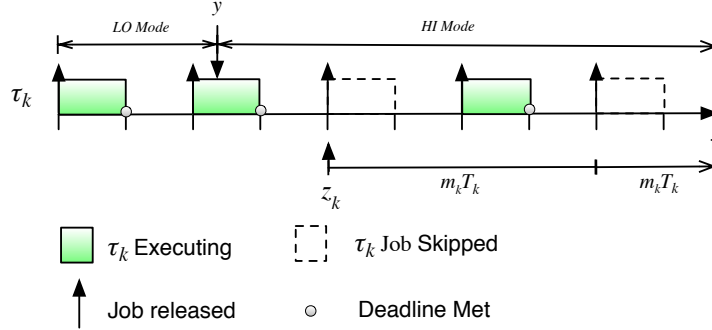 y
LO Mode
HI Mode
τk
zk
mkTk
mkTk
τk Executing
τk Job Skipped
Job released
Deadline Met